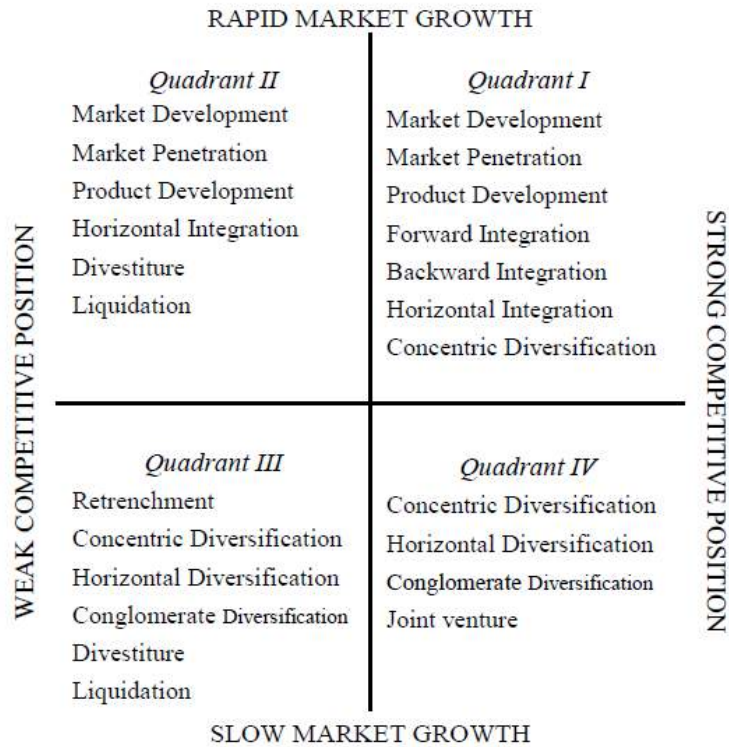 RAPID MARKET GROWTH
Quadrant II
Market Development
Market Penetration
Product Development
Horizontal Integration
Divestiture
Liquidation
Quadrant I
Market Development
Market Penetration
Product Development
Forward Integration
Backward Integration
Horizontal Integration
Concentric Diversification
WEAK COMPETITIVE POSITION
STRONG COMPETITIVE POSITION
Quadrant III
Retrenchment
Concentric Diversification
Horizontal Diversification
Conglomerate Diversification
Divestiture
Liquidation
Quadrant IV
Concentric Diversification
Horizontal Diversification
Conglomerate Diversification
Joint venture
SLOW MARKET GROWTH